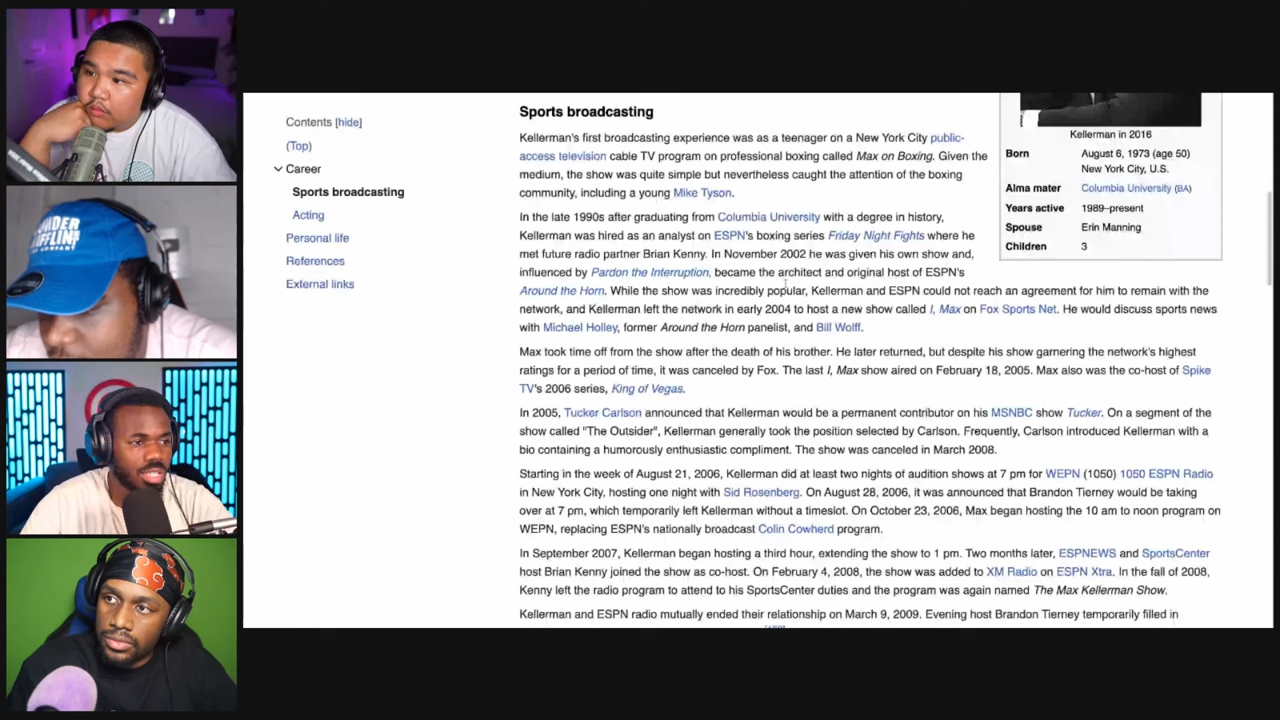 UNDER
MIFFLIN
Contents [hide]
(Top)
Career
Sports broadcasting
Acting
Personal life
References
External links
Sports broadcasting
Kellerman's first broadcasting experience was as a teenager on a New York City public-
access television cable TV program on professional boxing called Max on Boxing. Given the
medium, the show was quite simple but nevertheless caught the attention of the boxing
community, including a young Mike Tyson.
In the late 1990s after graduating from Columbia University with a degree in history,
Kellerman was hired as an analyst on ESPN's boxing series Friday Night Fights where he
met future radio partner Brian Kenny. In November 2002 he was given his own show and,
influenced by Pardon the Interruption, became the architect and original host of ESPN's
Around the Horn. While the show was incredibly popular, Kellerman and ESPN could not reach an agreement for him to remain with the
network, and Kellerman left the network in early 2004 to host a new show called I, Max on Fox Sports Net. He would discuss sports news
with Michael Holley, former Around the Horn panelist, and Bill Wolff.
Max took time off from the show after the death of his brother. He later returned, but despite his show garnering the network's highest
ratings for a period of time, it was canceled by Fox. The last I, Max show aired on February 18, 2005. Max also was the co-host of Spike
TV's 2006 series, King of Vegas.
In 2005, Tucker Carlson announced that Kellerman would be a permanent contributor on his MSNBC show Tucker. On a segment of the
show called "The Outsider", Kellerman generally took the position selected by Carlson. Frequently, Carlson introduced Kellerman with a
bio containing a humorously enthusiastic compliment. The show was canceled in March 2008.
Starting in the week of August 21, 2006, Kellerman did at least two nights of audition shows at 7 pm for WEPN (1050) 1050 ESPN Radio
in New York City, hosting one night with Sid Rosenberg. On August 28, 2006, it was announced that Brandon Tierney would be taking
over at 7 pm, which temporarily left Kellerman without a timeslot. On October 23, 2006, Max began hosting the 10 am to noon program on
WEPN, replacing ESPN's nationally broadcast Colin Cowherd program.
In September 2007, Kellerman began hosting a third hour, extending the show to 1 pm. Two months later, ESPNEWS and SportsCenter
host Brian Kenny joined the show as co-host. On February 4, 2008, the show was added to XM Radio on ESPN Xtra. In the fall of 2008,
Kenny left the radio program to attend to his SportsCenter duties and the program was again named The Max Kellerman Show.
Kellerman and ESPN radio mutually ended their relationship on March 9, 2009. Evening host Brandon Tierney temporarily filled in
Kellerman in 2016
Born August 6, 1973 (age 50)
New York City, U.S.
Alma mater Columbia University (BA)
Years active 1989–present
Spouse Erin Manning
Children 3